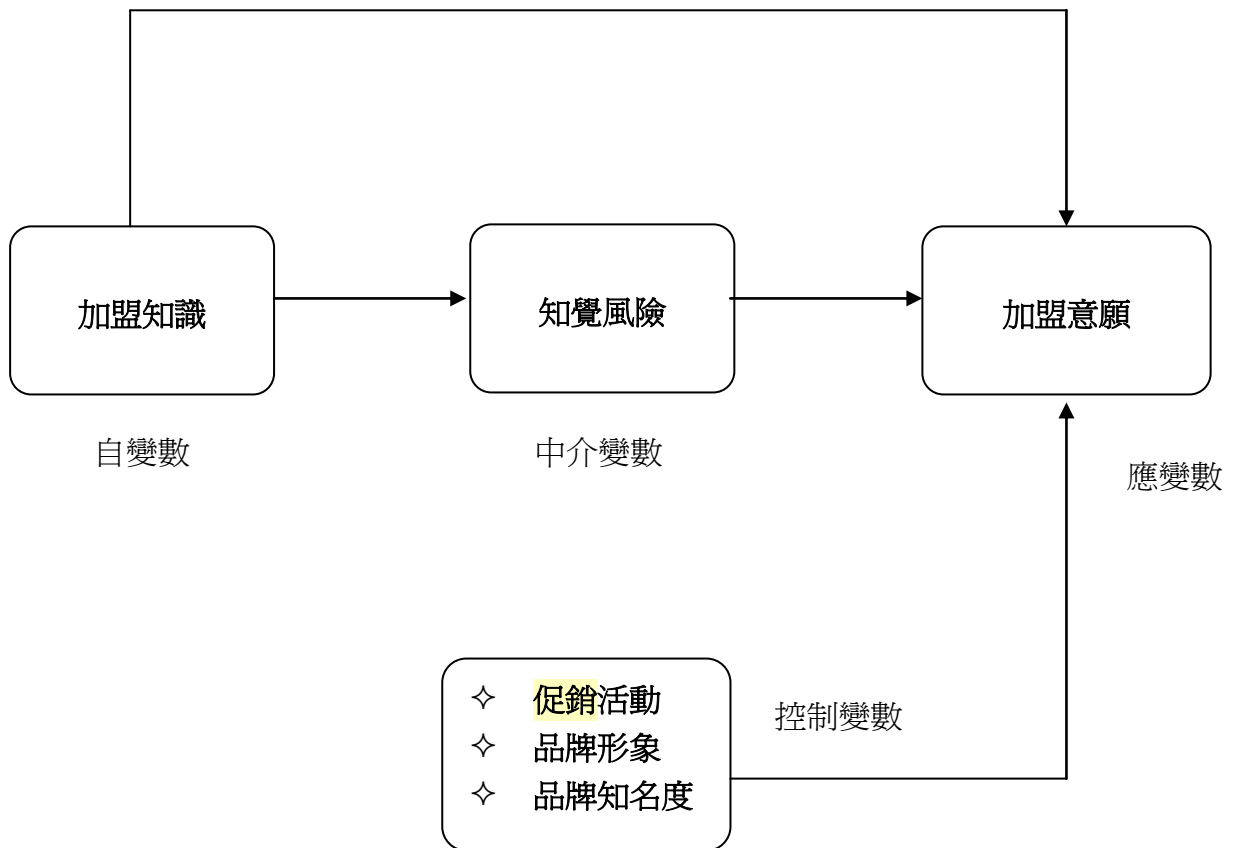 加盟知識
知覺風險
加盟意願
自變數
中介變數
應變數
✧ 促銷活動
✧ 品牌形象
✧ 品牌知名度
控制變數